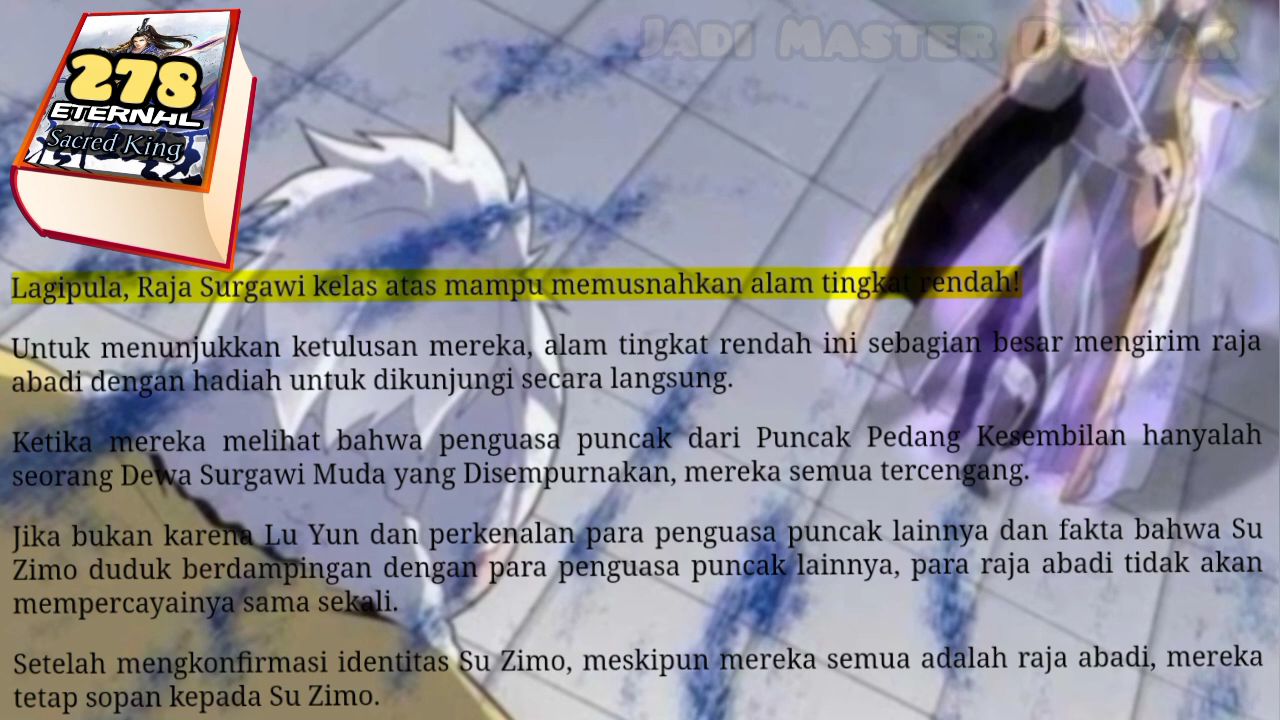 JADI MASTER PUNCAK
278
ETERNAL
Sacred King
Lagipula, Raja Surgawi kelas atas mampu memusnahkan alam tingkat rendah!
Untuk menunjukkan ketulusan mereka, alam tingkat rendah ini sebagian besar mengirim raja
abadi dengan hadiah untuk dikunjungi secara langsung.
Ketika mereka melihat bahwa penguasa puncak dari Puncak Pedang Kesembilan hanyalah
seorang Dewa Surgawi Muda yang Disempurnakan, mereka semua tercengang.
Jika bukan karena Lu Yun dan perkenalan para penguasa puncak lainnya dan fakta bahwa Su
Zimo duduk berdampingan dengan para penguasa puncak lainnya, para raja abadi tidak akan
mempercayainya sama sekali.
Setelah mengkonfirmasi identitas Su Zimo, meskipun mereka semua adalah raja abadi, mereka
tetap sopan kepada Su Zimo.